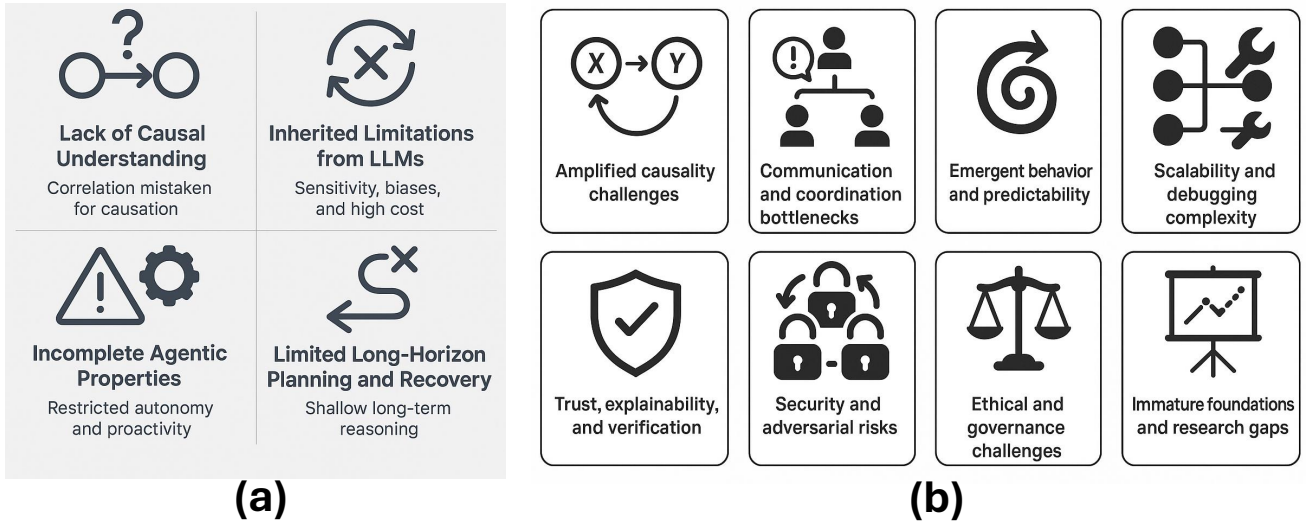 ?
Lack of Causal
Understanding
Correlation mistaken
for causation
Inherited Limitations
from LLMs
Sensitivity, biases,
and high cost
!
Incomplete Agentic
Properties
Restricted autonomy
and proactivity
Limited Long-Horizon
Planning and Recovery
Shallow long-term
reasoning
(a)
X Y
Amplified causality
challenges
!
Communication
and coordination
bottlenecks
Emergent behavior
and predictability
Scalability and
debugging
complexity
Trust, explainability,
and verification
Security and
adversarial risks
Ethical and
governance
challenges
Immature foundations
and research gaps
(b)